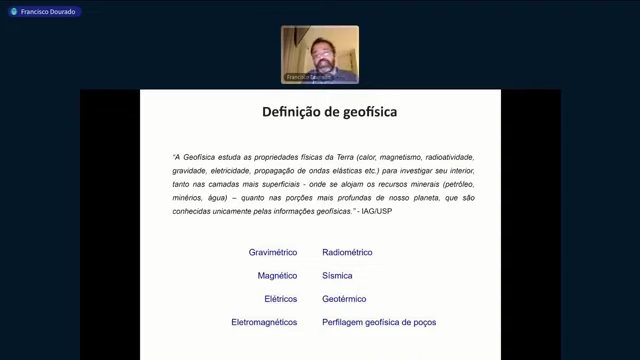 Francisco Dourado
Francisco Dourado
Definição de geofísica
“A Geofísica estuda as propriedades físicas da Terra (calor, magnetismo, radioatividade,
gravidade, eletricidade, propagação de ondas elásticas etc.) para investigar seu interior,
tanto nas camadas mais superficiais - onde se alojam os recursos minerais (petróleo,
minérios, água) – quanto nas porções mais profundas de nosso planeta, que são
conhecidas unicamente pelas informações geofísicas.” - IAG/USP
Gravimétrico Radiométrico
Magnético Sísmica
Elétricos Geotérmico
Eletromagnéticos Perfilagem geofísica de poços